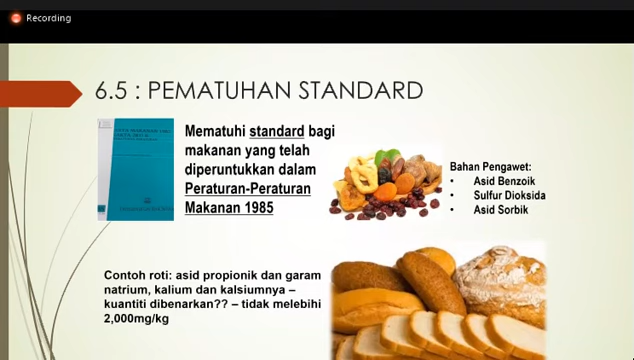 Recording
6.5 : PEMATUHAN STANDARD
Mematuhi standard bagi
makanan yang telah
diperuntukkan dalam
Peraturan-Peraturan
Makanan 1985
Bahan Pengawet:
• Asid Benzoik
• Sulfur Dioksida
• Asid Sorbik
Contoh roti: asid propionik dan garam
natrium, kalium dan kalsiumnya –
kuantiti dibenarkan?? – tidak melebihi
2,000mg/kg